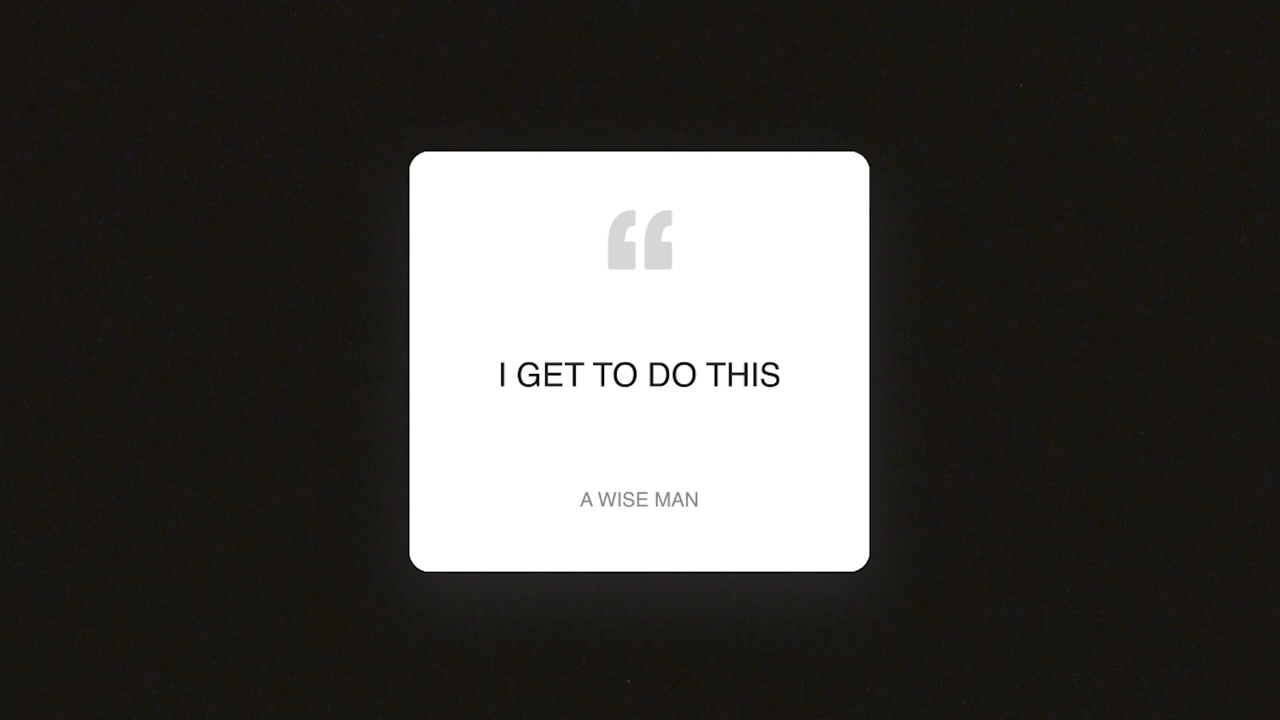 “
I GET TO DO THIS
A WISE MAN